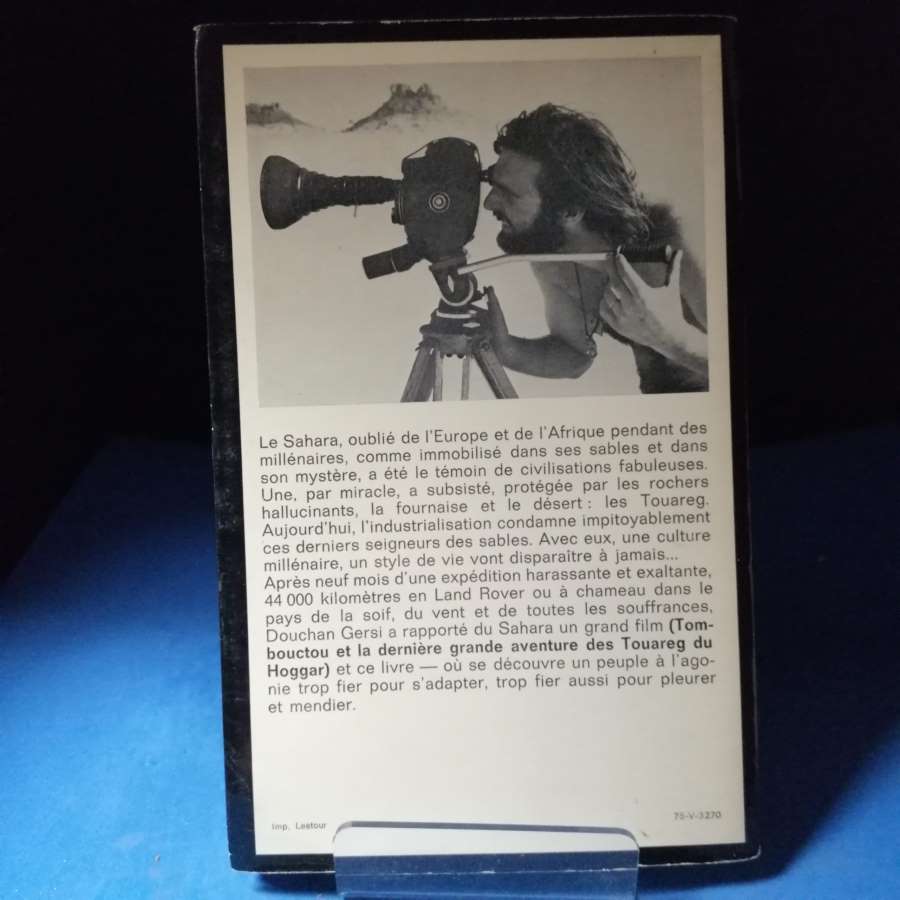 Le Sahara, oublié de l'Europe et de l'Afrique pendant des
millénaires, comme immobilisé dans ses sables et dans
son mystère, a été le témoin de civilisations fabuleuses.
Une, par miracle, a subsisté, protégée par les rochers
hallucinants, la fournaise et le désert : les Touareg.
Aujourd'hui, l'industrialisation condamne impitoyablement
ces derniers seigneurs des sables. Avec eux, une culture
millénaire, un style de vie vont disparaître à jamais...
Après neuf mois d'une expédition harassante et exaltante,
44 000 kilomètres en Land Rover ou à chameau dans le
pays de la soif, du vent et de toutes les souffrances,
Douchan Gersi a rapporté du Sahara un grand film (Tom-
bouctou et la dernière grande aventure des Touareg du
Hoggar) et ce livre — où se découvre un peuple à l'ago-
nie trop fier pour s'adapter, trop fier aussi pour pleurer
et mendier.
Imp. Leetour
75-V-3270